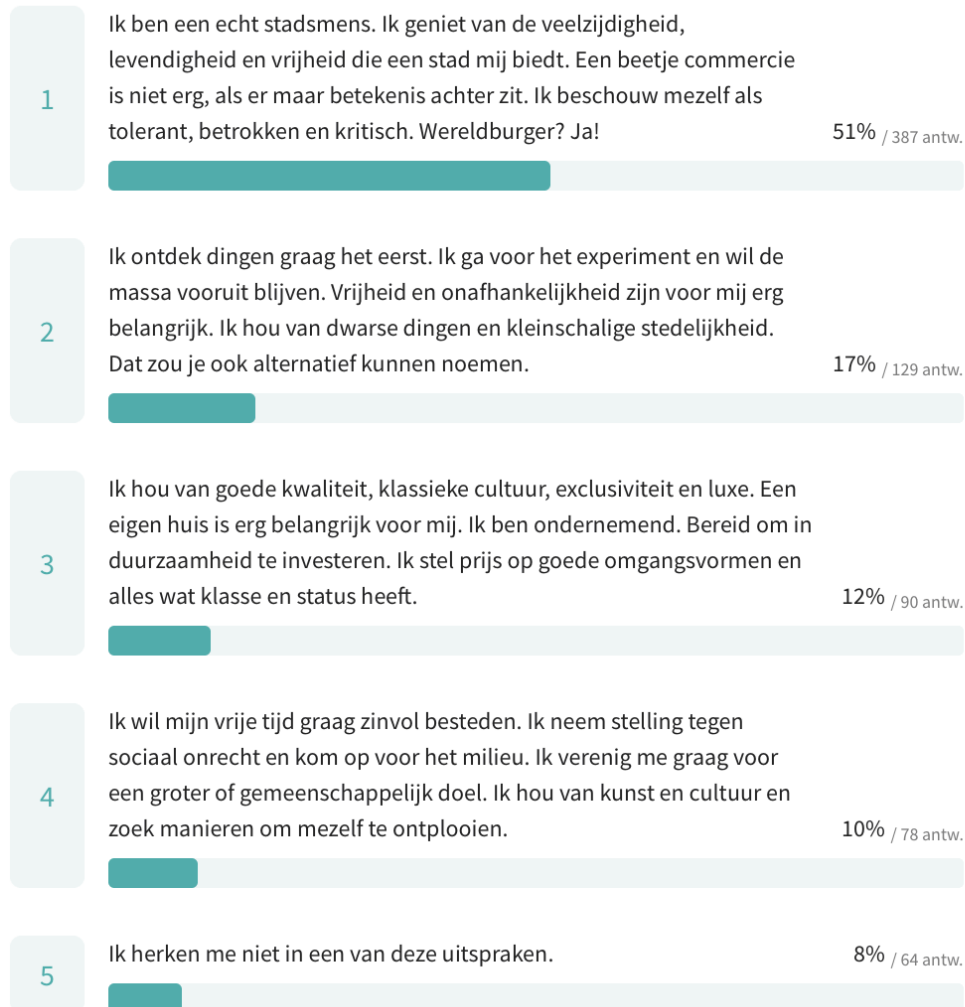 1
Ik ben een echt stadsmens. Ik geniet van de veelzijdigheid,
levendigheid en vrijheid die een stad mij biedt. Een beetje commercie
is niet erg, als er maar betekenis achter zit. Ik beschouw mezelf als
tolerant, betrokken en kritisch. Wereldburger? Ja! 51% / 387 antw.
2
Ik ontdek dingen graag het eerst. Ik ga voor het experiment en wil de
massa vooruit blijven. Vrijheid en onafhankelijkheid zijn voor mij erg
belangrijk. Ik hou van dwarse dingen en kleinschalige stedelijkheid.
Dat zou je ook alternatief kunnen noemen. 17% / 129 antw.
3
Ik hou van goede kwaliteit, klassieke cultuur, exclusiviteit en luxe. Een
eigen huis is erg belangrijk voor mij. Ik ben ondernemend. Bereid om in
duurzaamheid te investeren. Ik stel prijs op goede omgangsvormen en
alles wat klasse en status heeft. 12% / 90 antw.
4
Ik wil mijn vrije tijd graag zinvol besteden. Ik neem stelling tegen
sociaal onrecht en kom op voor het milieu. Ik verenig me graag voor
een groter of gemeenschappelijk doel. Ik hou van kunst en cultuur en
zoek manieren om mezelf te ontplooien. 10% / 78 antw.
5
Ik herken me niet in een van deze uitspraken. 8% / 64 antw.